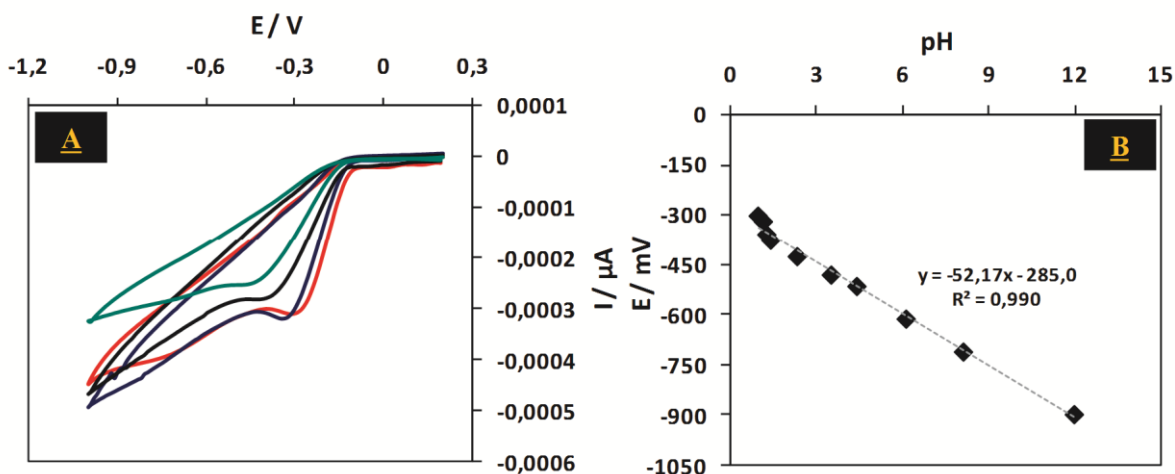 E / V
-1,2 -0,9 -0,6 -0,3 0 0,3
A
0,0001
0
-0,0001
-0,0002
-0,0003
-0,0004
-0,0005
-0,0006
I / µA
pH
0 3 6 9 12 15
B
0
-150
-300
-450
-600
-750
-900
-1050
E / mV
y = -52,17x - 285,0
R² = 0,990